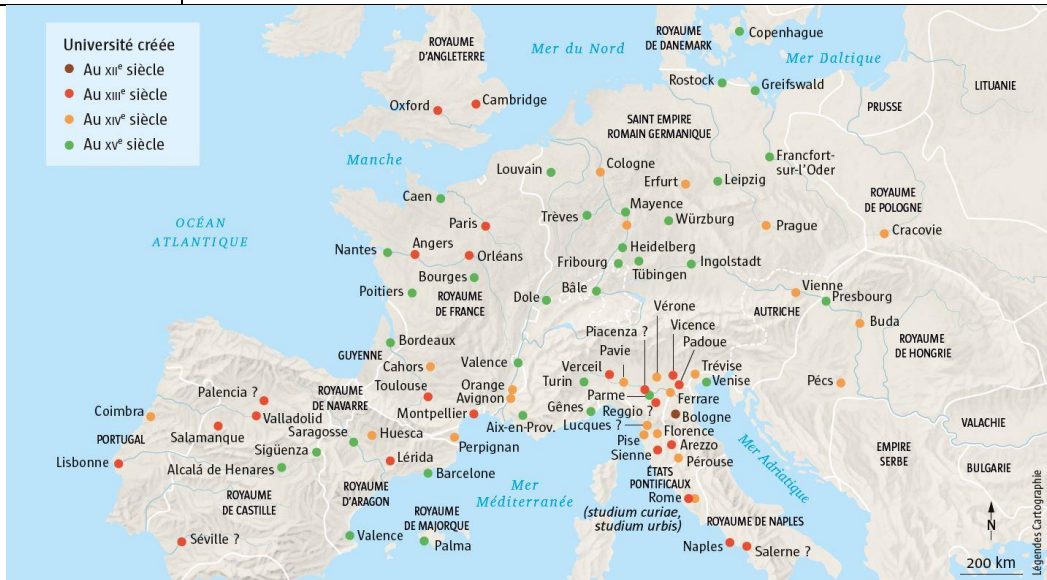 Université créée
Au XIIe siècle
Au XIIIe siècle
Au XIVe siècle
Au XVe siècle
ROYAUME
D'ANGLETERRE
Mer du Nord
ROYAUME
DE DANEMARK
Copenhague
Mer Daltique
Rostock
Greifswald
LITUANIE
PRUSSE
Oxford
Cambridge
SAINT EMPIRE
ROMAIN GERMANIQUE
Manche
Louvain
Cologne
Erfurt
Leipzig
Francfort-
sur-l'Oder
ROYAUME
DE POLOGNE
Caen
OCÉAN
ATLANTIQUE
Paris
Trèves
Mayence
Würzburg
Prague
Cracovie
Nantes
Angers
Orléans
Heidelberg
Fribourg
Tübingen
Ingolstadt
Bourges
Poitiers
ROYAUME
DE FRANCE
Dole
Bâle
Vienne
Presbourg
AUTRICHE
Buda
ROYAUME
DE HONGRIE
Vérone
Piacenza ?
Vicence
Padoue
Pavie
Bordeaux
GUYENNE
Cahors
Valence
Verceil
Turin
Trévise
Venise
Pécs
Toulouse
Orange
Avignon
Parme
Ferrare
Palencia ?
ROYAUME
DE NAVARRE
Montpellier
Gênes
Reggio ?
Bologne
Coimbra
Valladolid
Aix-en-Prov.
Lucques ?
Florence
VALACHIE
Salamanque
Saragosse
Huesca
Perpignan
Pise
Sienne
Arezzo
Pérouse
PORTUGAL
Sigüenza
Lérida
Mer Adriatique
EMPIRE
SERBE
BULGARIE
Lisbonne
Alcalá de Henares
Barcelone
ÉTATS
PONTIFICAUX
ROYAUME
DE CASTILLE
ROYAUME
D'ARAGON
Mer
Méditerranée
Rome
(studium curiae,
studium urbis)
ROYAUME
DE MAJORQUE
ROYAUME DE NAPLES
Séville ?
Valence
Palma
Naples
Salerne ?
N
200 km
Légendes Cartographie